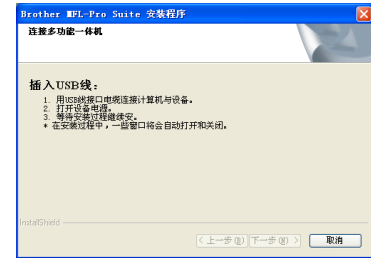 Brother MFL-Pro Suite 安装程序
连接多功能一体机
插入USB线：
1. 用USB线接口电缆连接计算机与设备。
2. 打开设备电源。
3. 等待安装过程继续安。
* 在安装过程中，一些窗口将会自动打开和关闭。
InstallShield
< 上一步(B) 下一步(N) > 取消